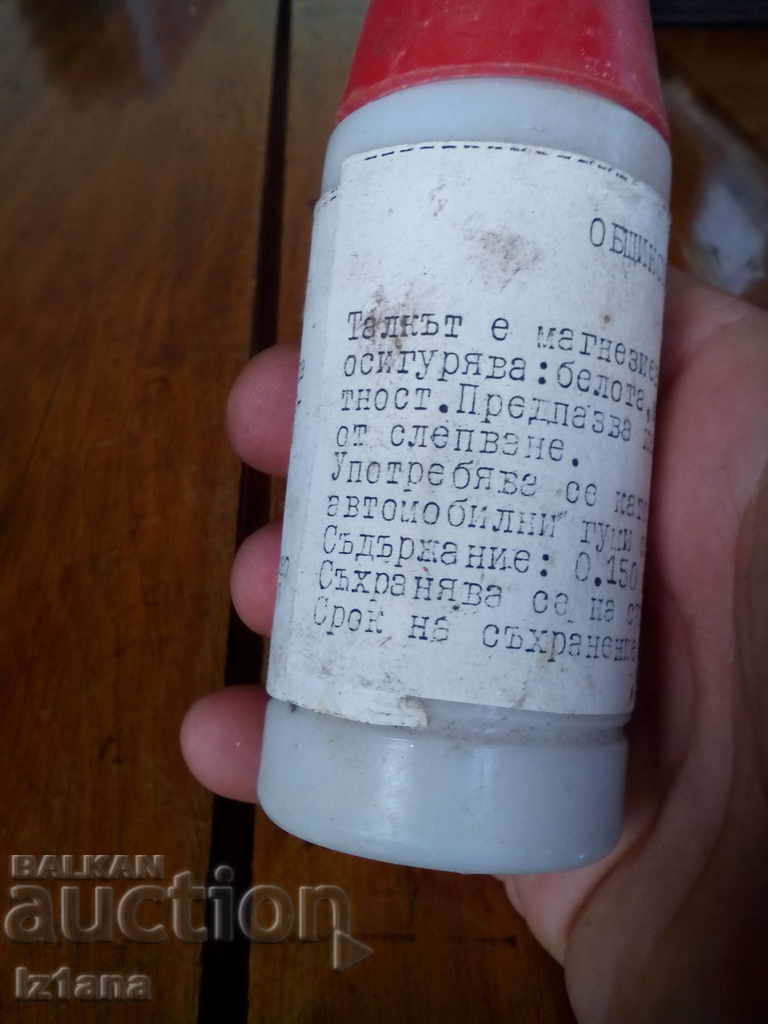 ОБЩИК
Талкът е магнезие
осигурява:белота,
тност.Предпазва
от слепване.
Употребява се като
автомобилни гуми
Съдържание: 0.150
Съхранява се на
Срок на съхранение
BALKAN
auction
Iz1ana